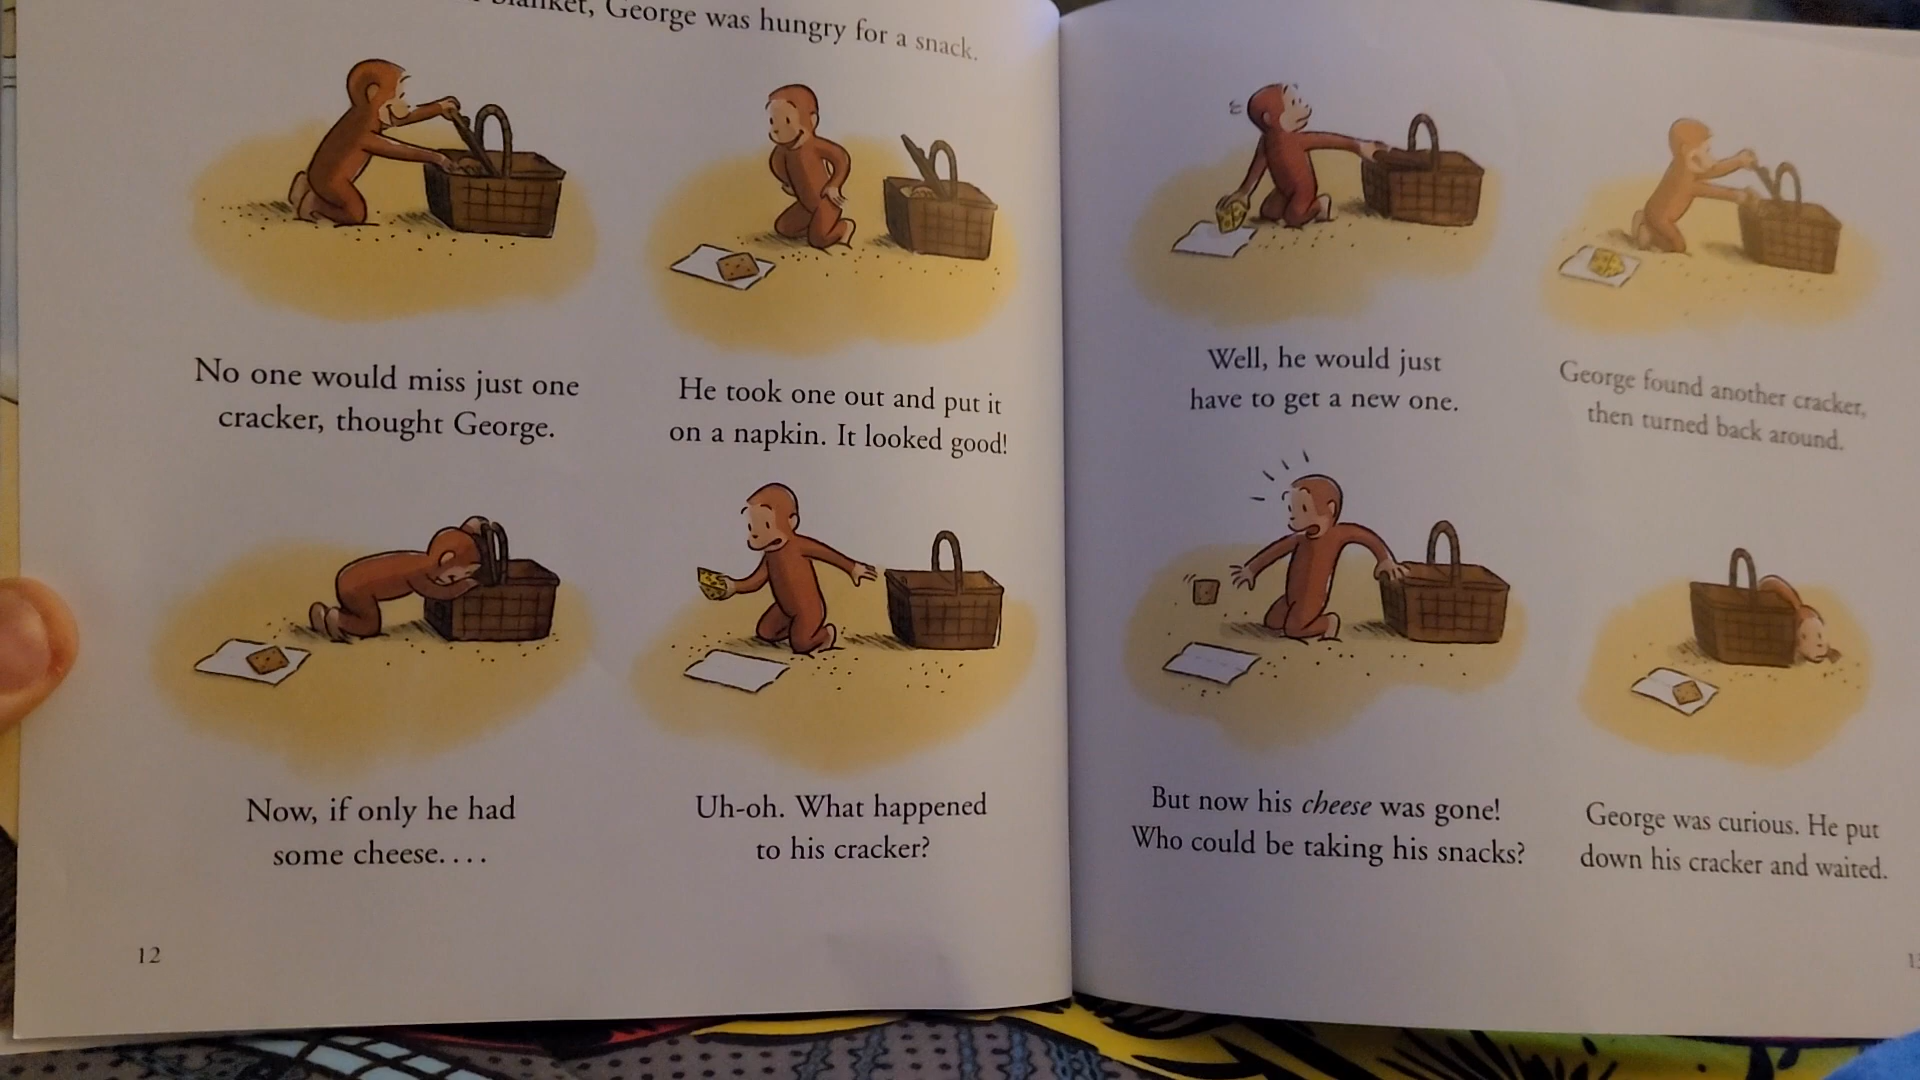 blanket, George was hungry for a snack.
No one would miss just one
cracker, thought George.
He took one out and put it
on a napkin. It looked good!
Now, if only he had
some cheese. . . .
Uh-oh. What happened
to his cracker?
12
Well, he would just
have to get a new one.
George found another cracker,
then turned back around.
But now his cheese was gone!
Who could be taking his snacks?
George was curious. He put
down his cracker and waited.